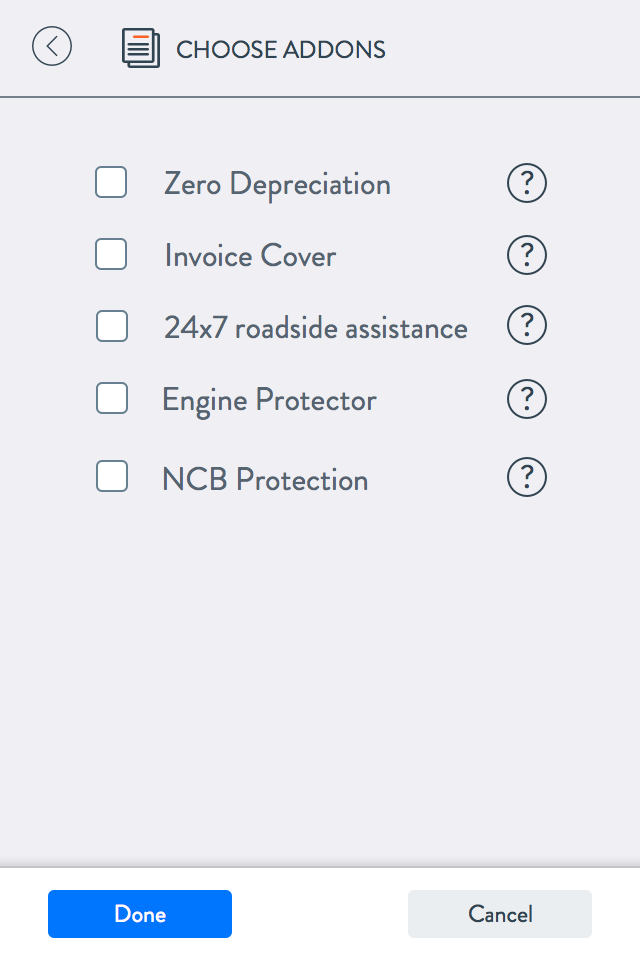 CHOOSE ADDONS
Zero Depreciation ?
Invoice Cover ?
24x7 roadside assistance ?
Engine Protector ?
NCB Protection ?
Done Cancel